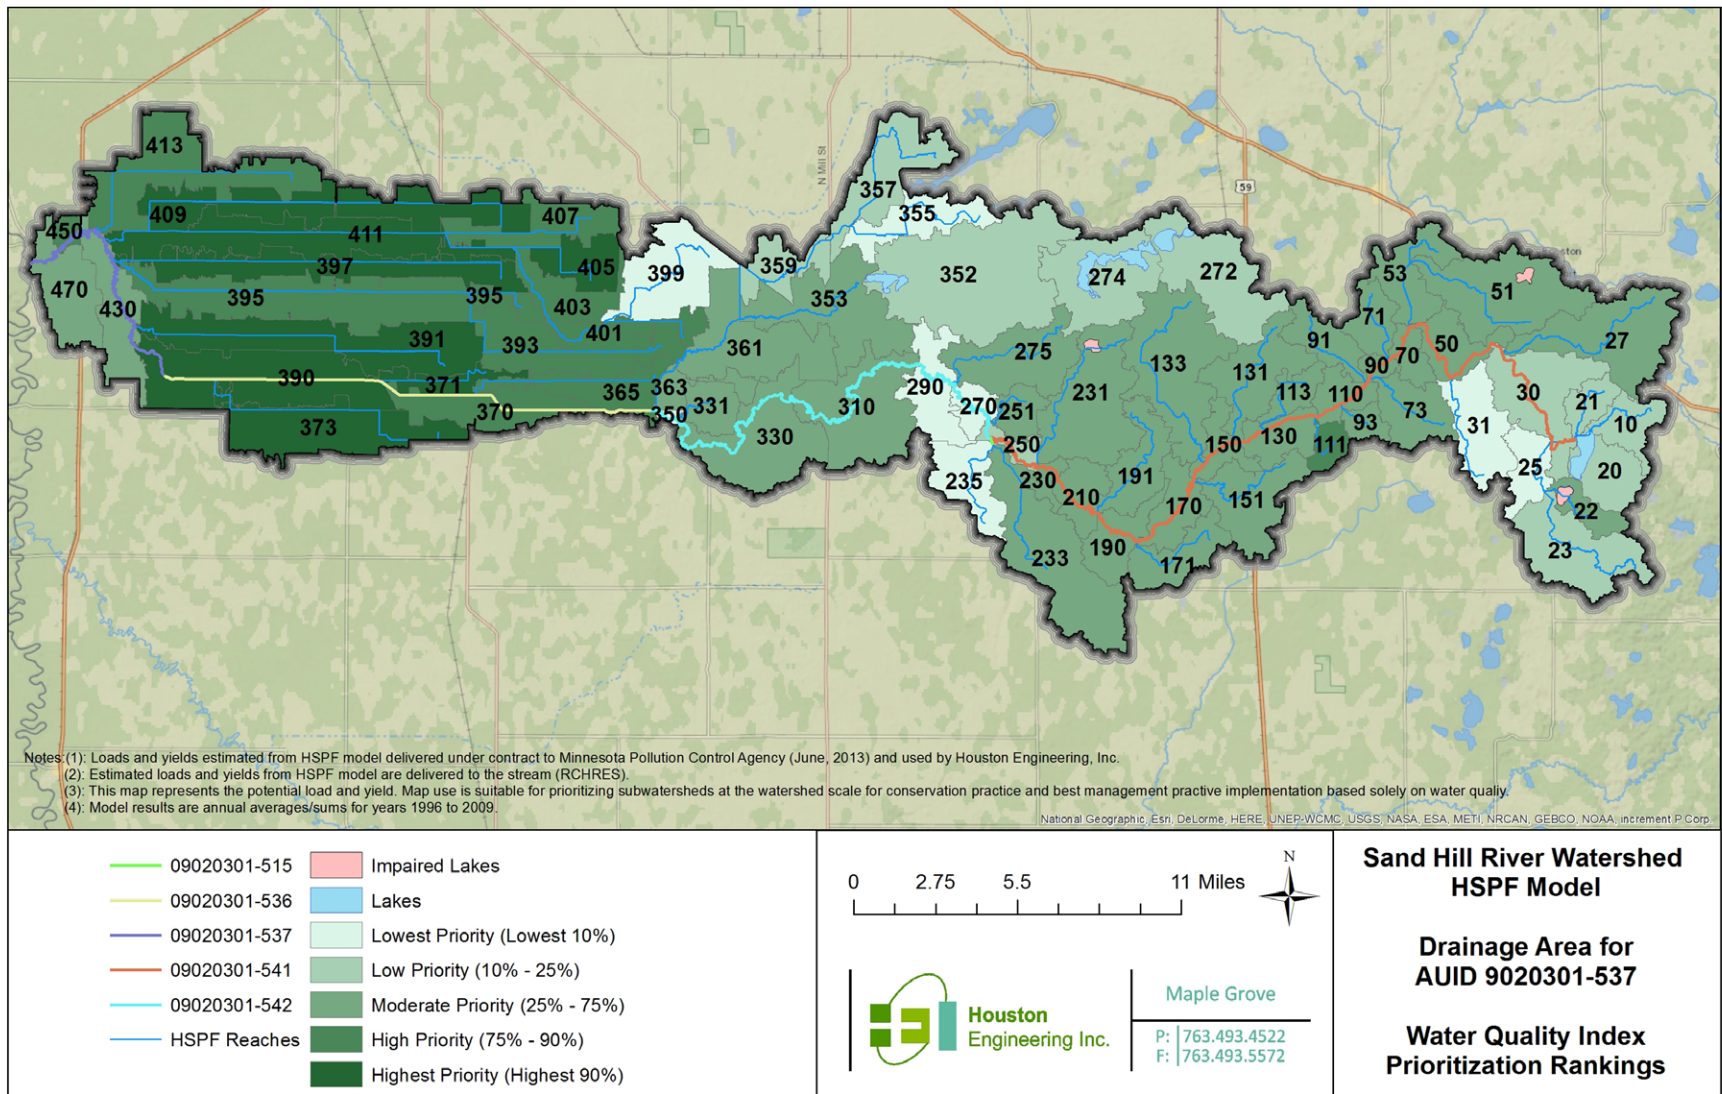 413
N Mill St
59
357
355
409
407
450
411
397
405
399
359
352
274
272
53
51
ston
470
430
395
395
403
401
353
71
27
391
393
361
275
133
91
50
70
90
131
390
371
365
363
290
231
113
110
30
21
350
331
310
270
251
73
10
370
373
330
250
150
130
93
111
31
25
20
235
230
191
210
170
151
22
190
233
171
23
Notes:(1): Loads and yields estimated from HSPF model delivered under contract to Minnesota Pollution Control Agency (June, 2013) and used by Houston Engineering, Inc.
(2): Estimated loads and yields from HSPF model are delivered to the stream (RCHRES).
(3): This map represents the potential load and yield. Map use is suitable for prioritizing subwatersheds at the watershed scale for conservation practice and best management practive implementation based solely on water qualiy.
(4): Model results are annual averages/sums for years 1996 to 2009.
National Geographic, Esri, DeLorme, HERE, UNEP-WCMC, USGS, NASA, ESA, METI, NRCAN, GEBCO, NOAA, increment P Corp
09020301-515
09020301-536
09020301-537
09020301-541
09020301-542
HSPF Reaches
Impaired Lakes
Lakes
Lowest Priority (Lowest 10%)
Low Priority (10% - 25%)
Moderate Priority (25% - 75%)
High Priority (75% - 90%)
Highest Priority (Highest 90%)
0 2.75 5.5 11 Miles
N
Houston
Engineering Inc.
Maple Grove
P: 763.493.4522
F: 763.493.5572
Sand Hill River Watershed
HSPF Model
Drainage Area for
AUID 9020301-537
Water Quality Index
Prioritization Rankings